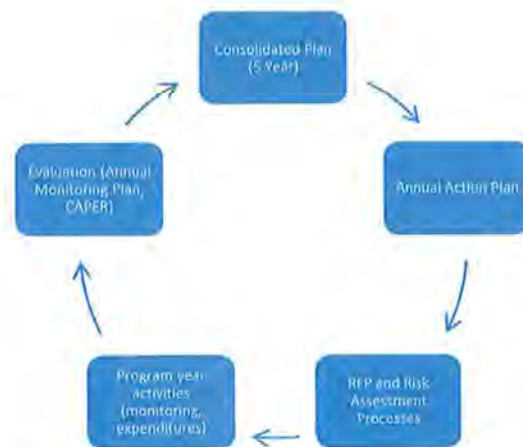 Consolidated Plan
(5 Year)
Annual Action Plan
RFP and Risk
Assessment
Processes
Program year
activities
(monitoring,
expenditures)
Evaluation (Annual
Monitoring Plan,
CAPER)